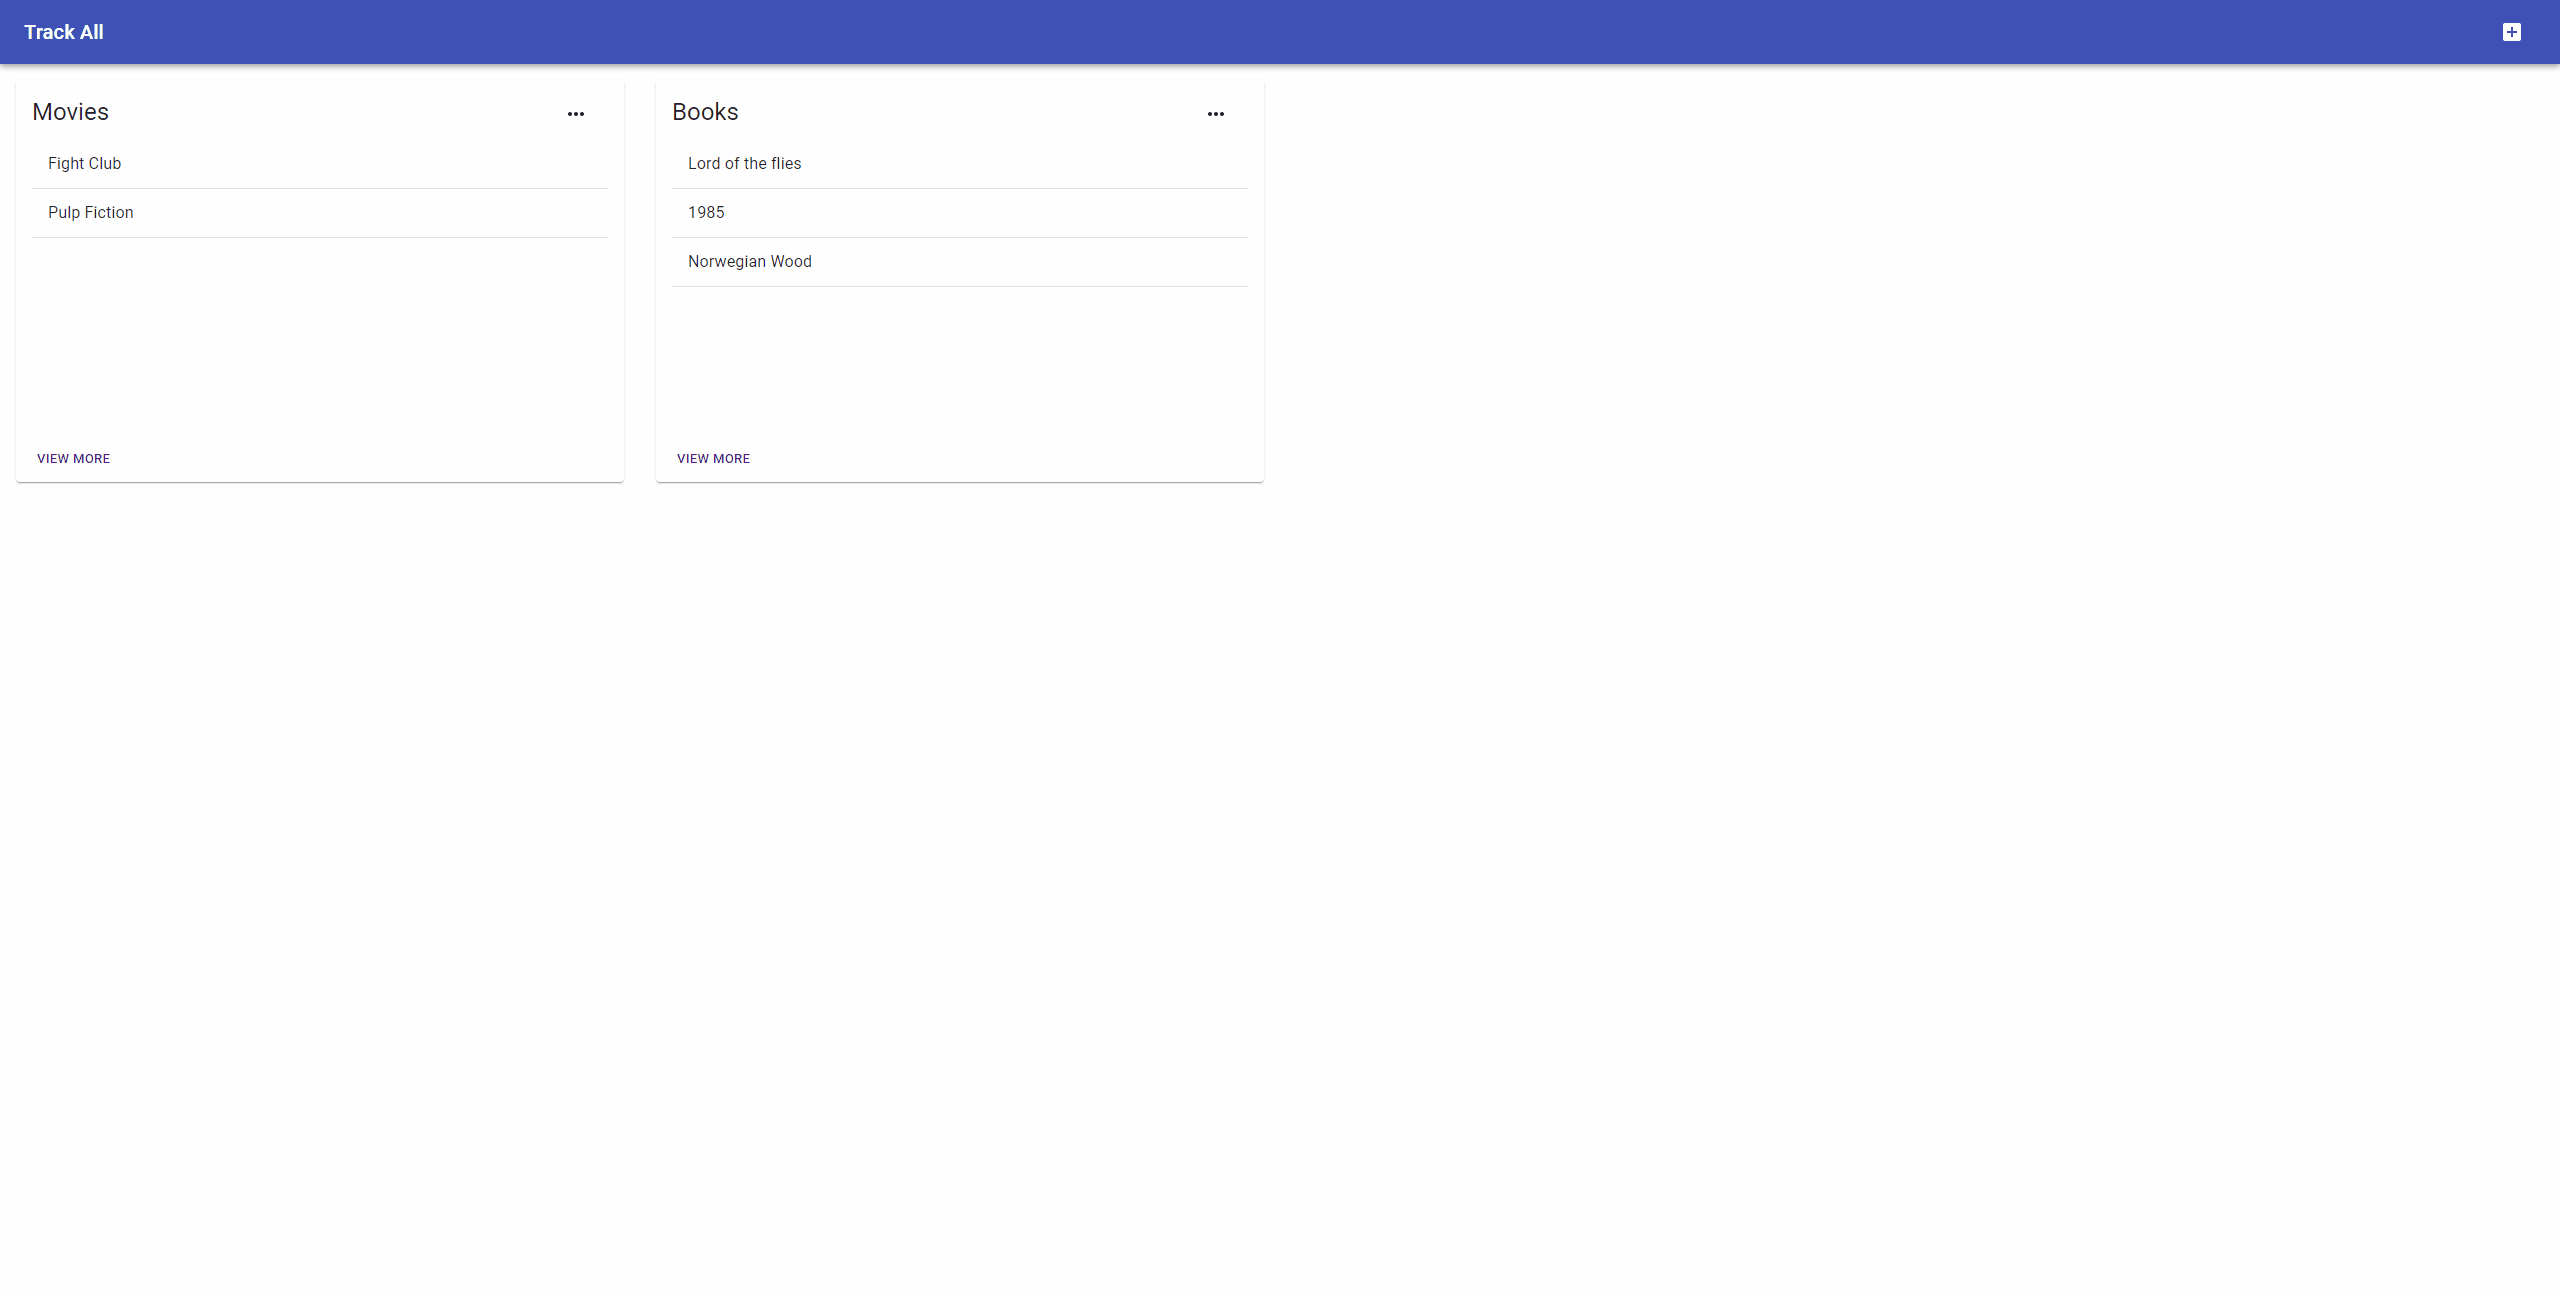 Track All
Movies
Fight Club
Pulp Fiction
VIEW MORE
Books
Lord of the flies
1985
Norwegian Wood
VIEW MORE